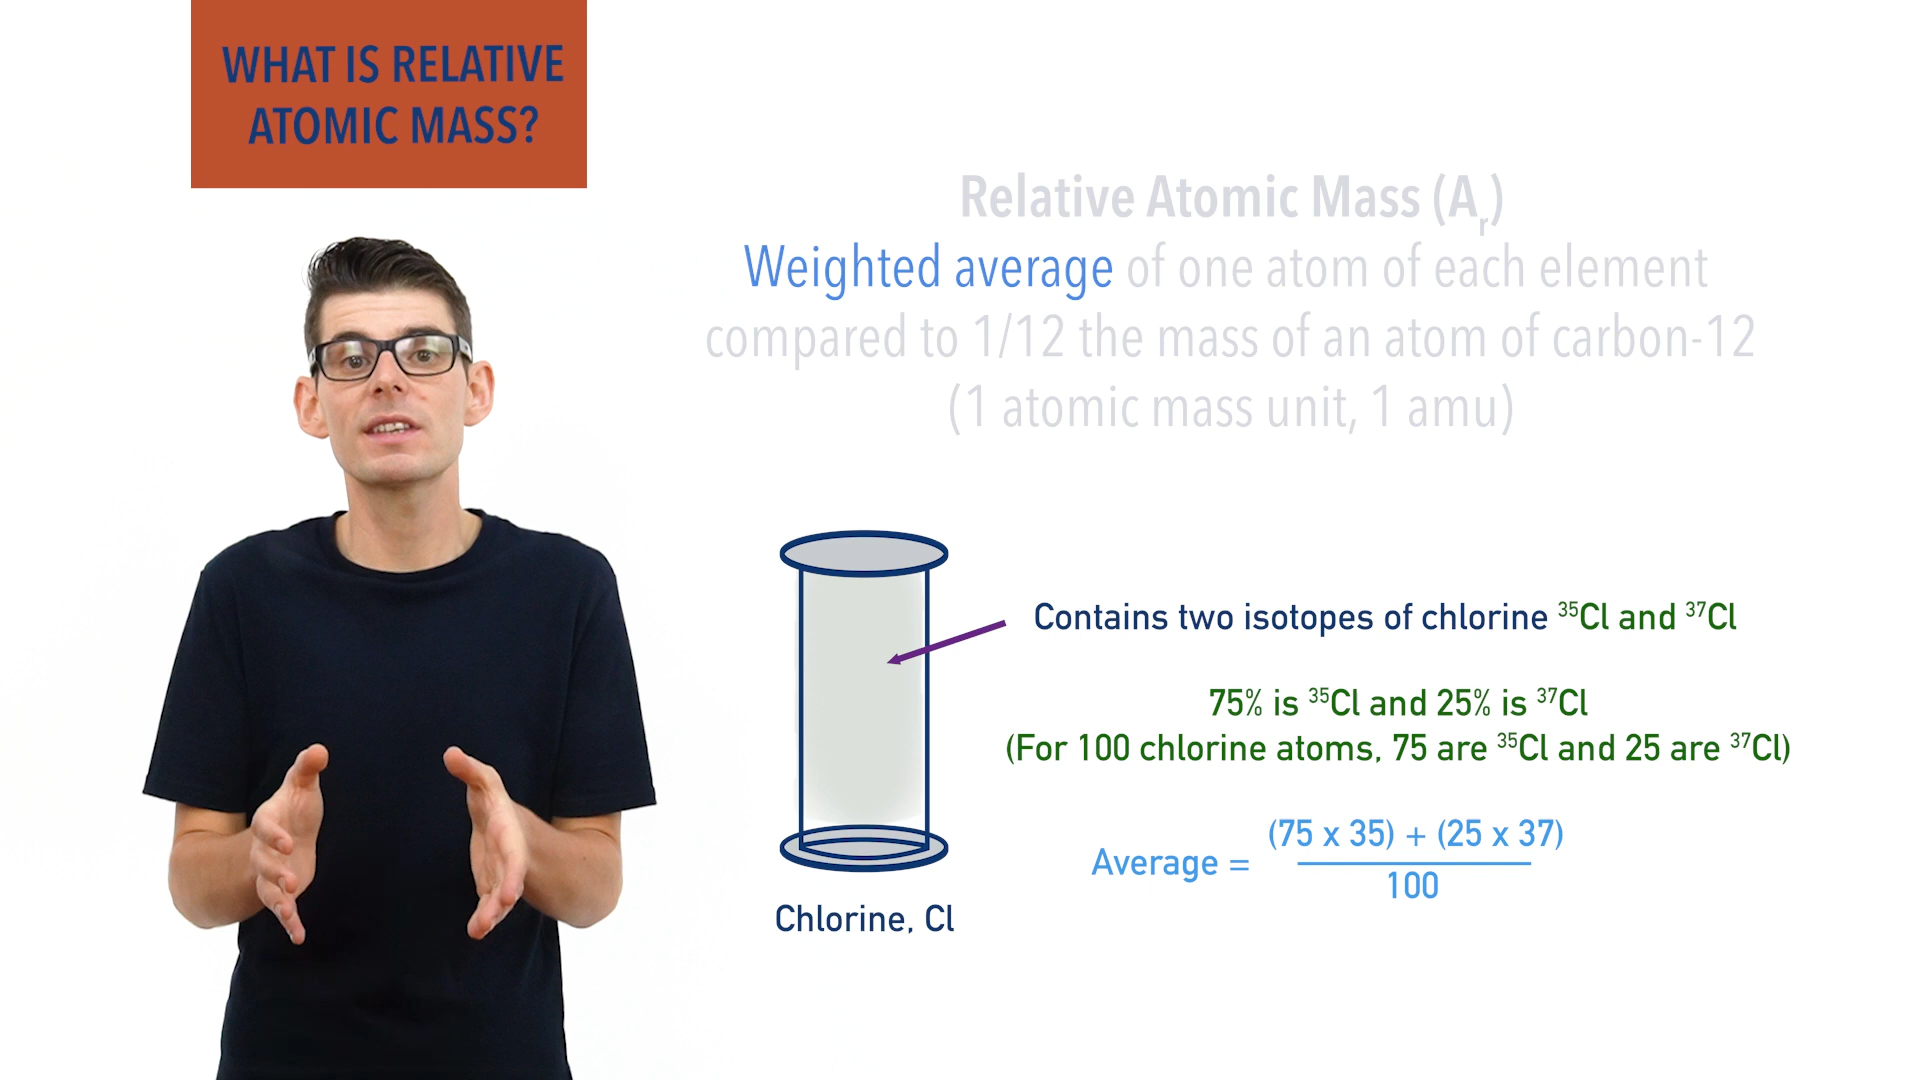 WHAT IS RELATIVE
ATOMIC MASS?
Relative Atomic Mass (Aᵣ)
Weighted average of one atom of each element
compared to 1/12 the mass of an atom of carbon-12
(1 atomic mass unit, 1 amu)
Contains two isotopes of chlorine ³⁵Cl and ³⁷Cl
75% is ³⁵Cl and 25% is ³⁷Cl
(For 100 chlorine atoms, 75 are ³⁵Cl and 25 are ³⁷Cl)
(75 x 35) + (25 x 37)
Average =
100
Chlorine, Cl